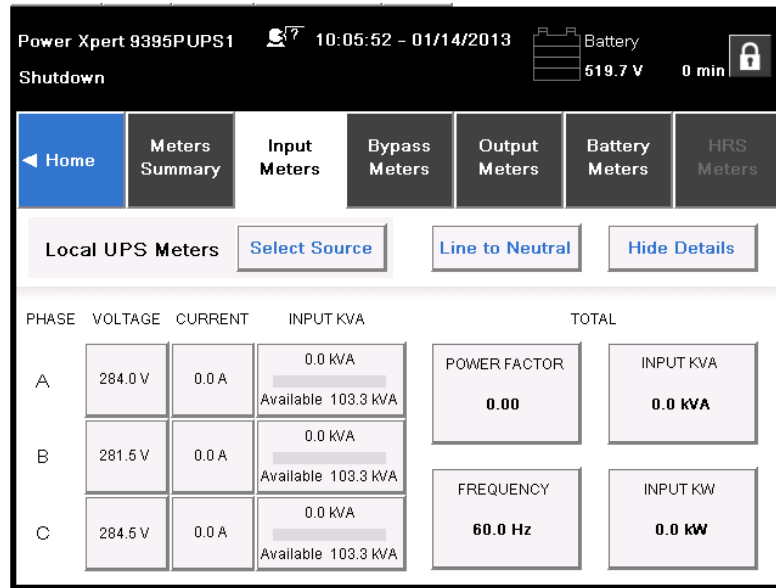 Power Xpert 9395PUPS1
? 10:05:52 - 01/14/2013
Battery
Shutdown
519.7 V 0 min
◄ Home
Meters Summary
Input Meters
Bypass Meters
Output Meters
Battery Meters
HRS Meters
Local UPS Meters
Select Source
Line to Neutral
Hide Details
PHASE VOLTAGE CURRENT INPUT KVA TOTAL
A 284.0 V 0.0 A
0.0 kVA
Available 103.3 kVA
B 281.5 V 0.0 A
0.0 kVA
Available 103.3 kVA
C 284.5 V 0.0 A
0.0 kVA
Available 103.3 kVA
POWER FACTOR
0.00
INPUT KVA
0.0 kVA
FREQUENCY
60.0 Hz
INPUT KW
0.0 kW